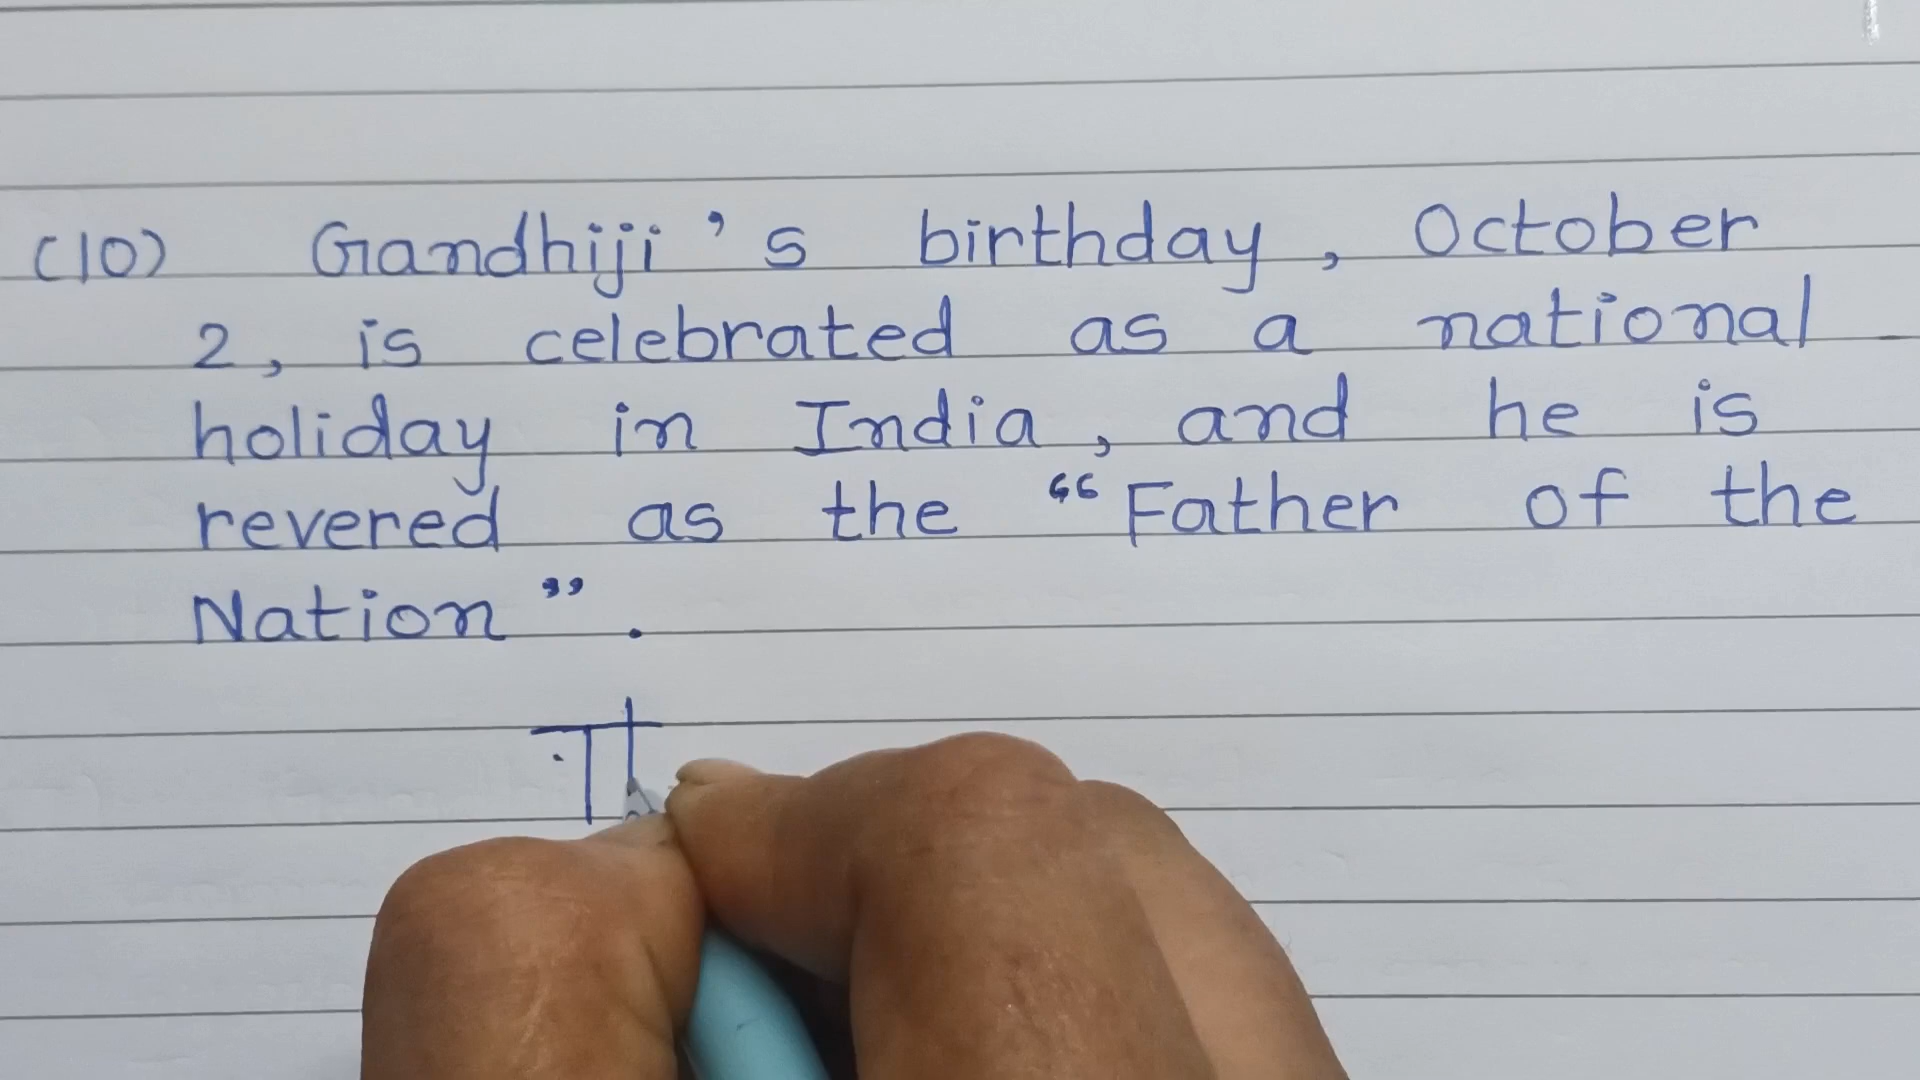 (10) Gandhiji's birthday, October
2, is celebrated as a national
holiday in India, and he is
revered as the “Father of the
Nation”.